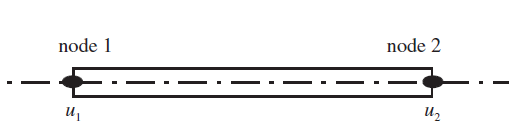 node 1 node 2
u₁ u₂